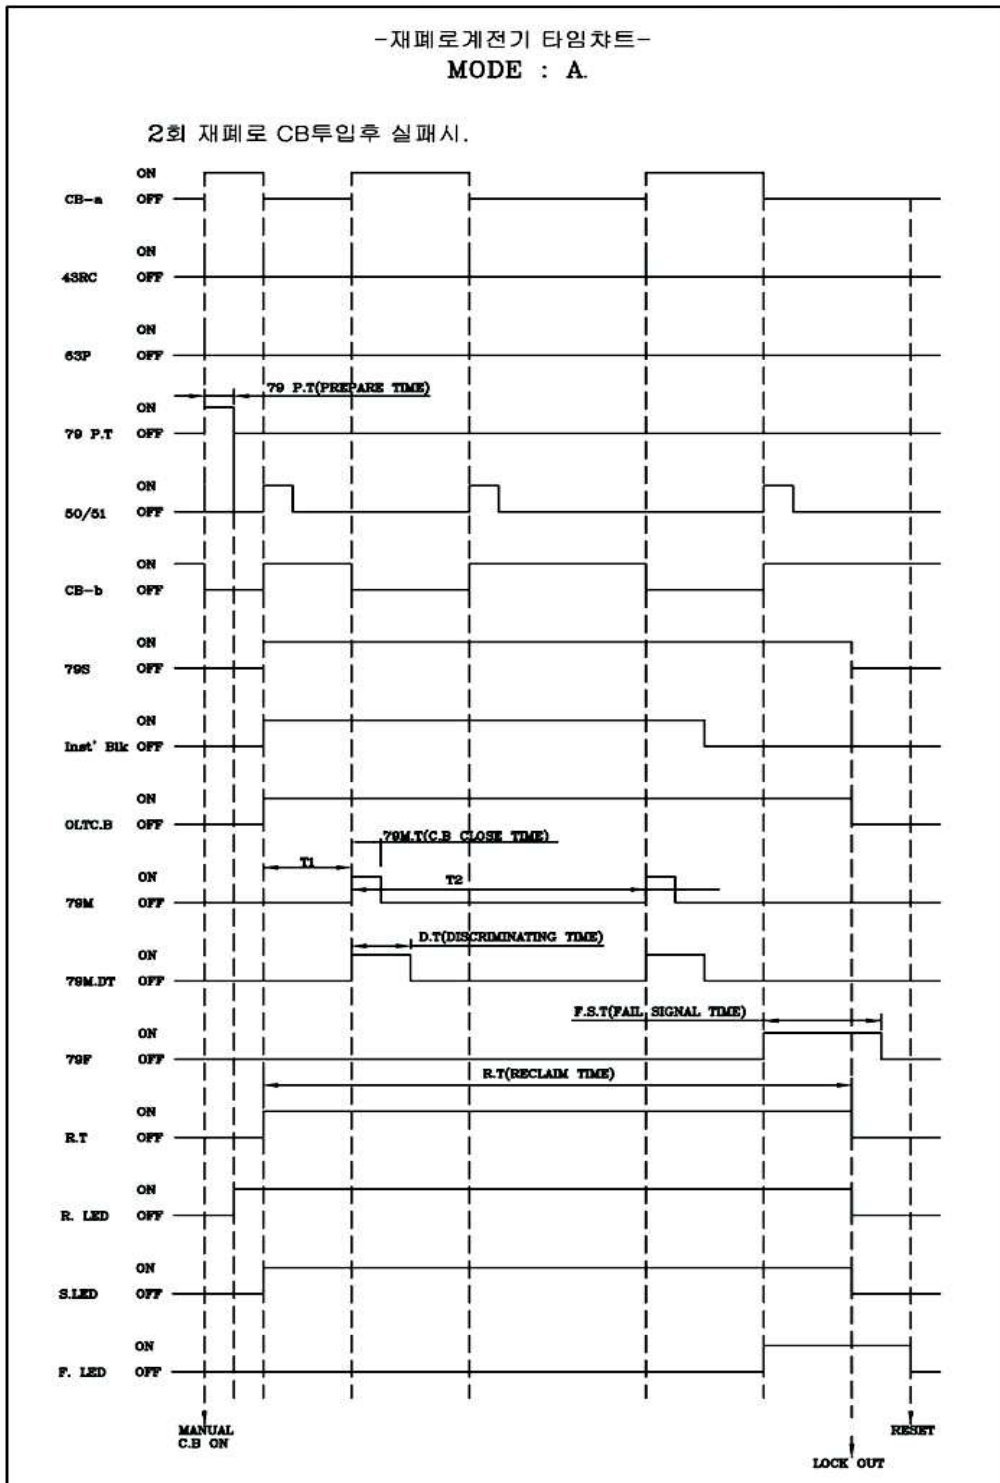 -재폐로계전기 타임챠트-
MODE : A.
2회 재폐로 CB투입후 실패시.
ON
CB-a OFF
ON
43RC OFF
ON
63P OFF
79 P.T(PREPARE TIME)
ON
79 P.T OFF
ON
50/51 OFF
ON
CB-b OFF
ON
79S OFF
ON
Inst' Blk OFF
ON
OLTC.B OFF
79M.T(C.B CLOSE TIME)
T1
ON
T2
79M OFF
D.T(DISCRIMINATING TIME)
ON
79M.DT OFF
F.S.T(FAIL SIGNAL TIME)
ON
79F OFF
R.T(RECLAIM TIME)
ON
R.T OFF
ON
R. LED OFF
ON
S.LED OFF
ON
F. LED OFF
MANUAL
C.B ON
RESET
LOCK OUT